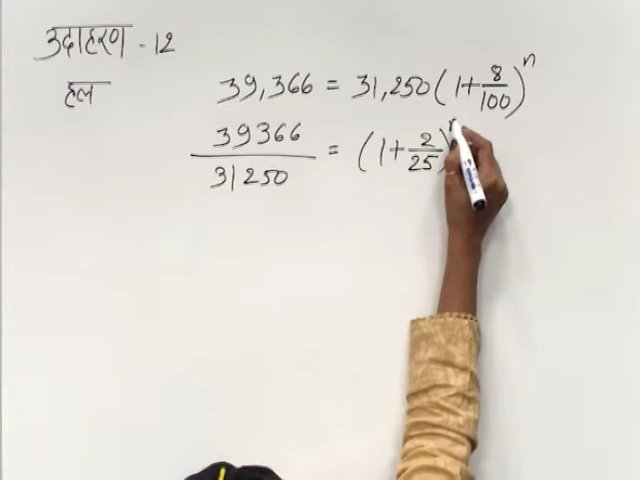 उदाहरण - 12
हल 39,366 = 31,250 (1 + 8/100)^n
39366/31250 = (1 + 2/25)^n